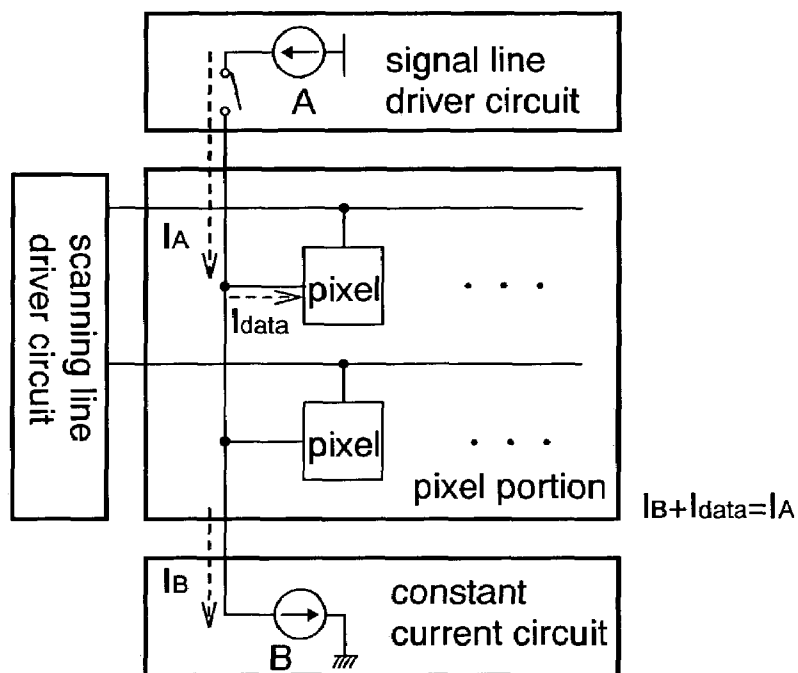 A
signal line
driver circuit
scanning line
driver circuit
IA
pixel
. . .
Idata
pixel
. . .
pixel portion
IB+Idata=IA
IB
B
constant
current circuit